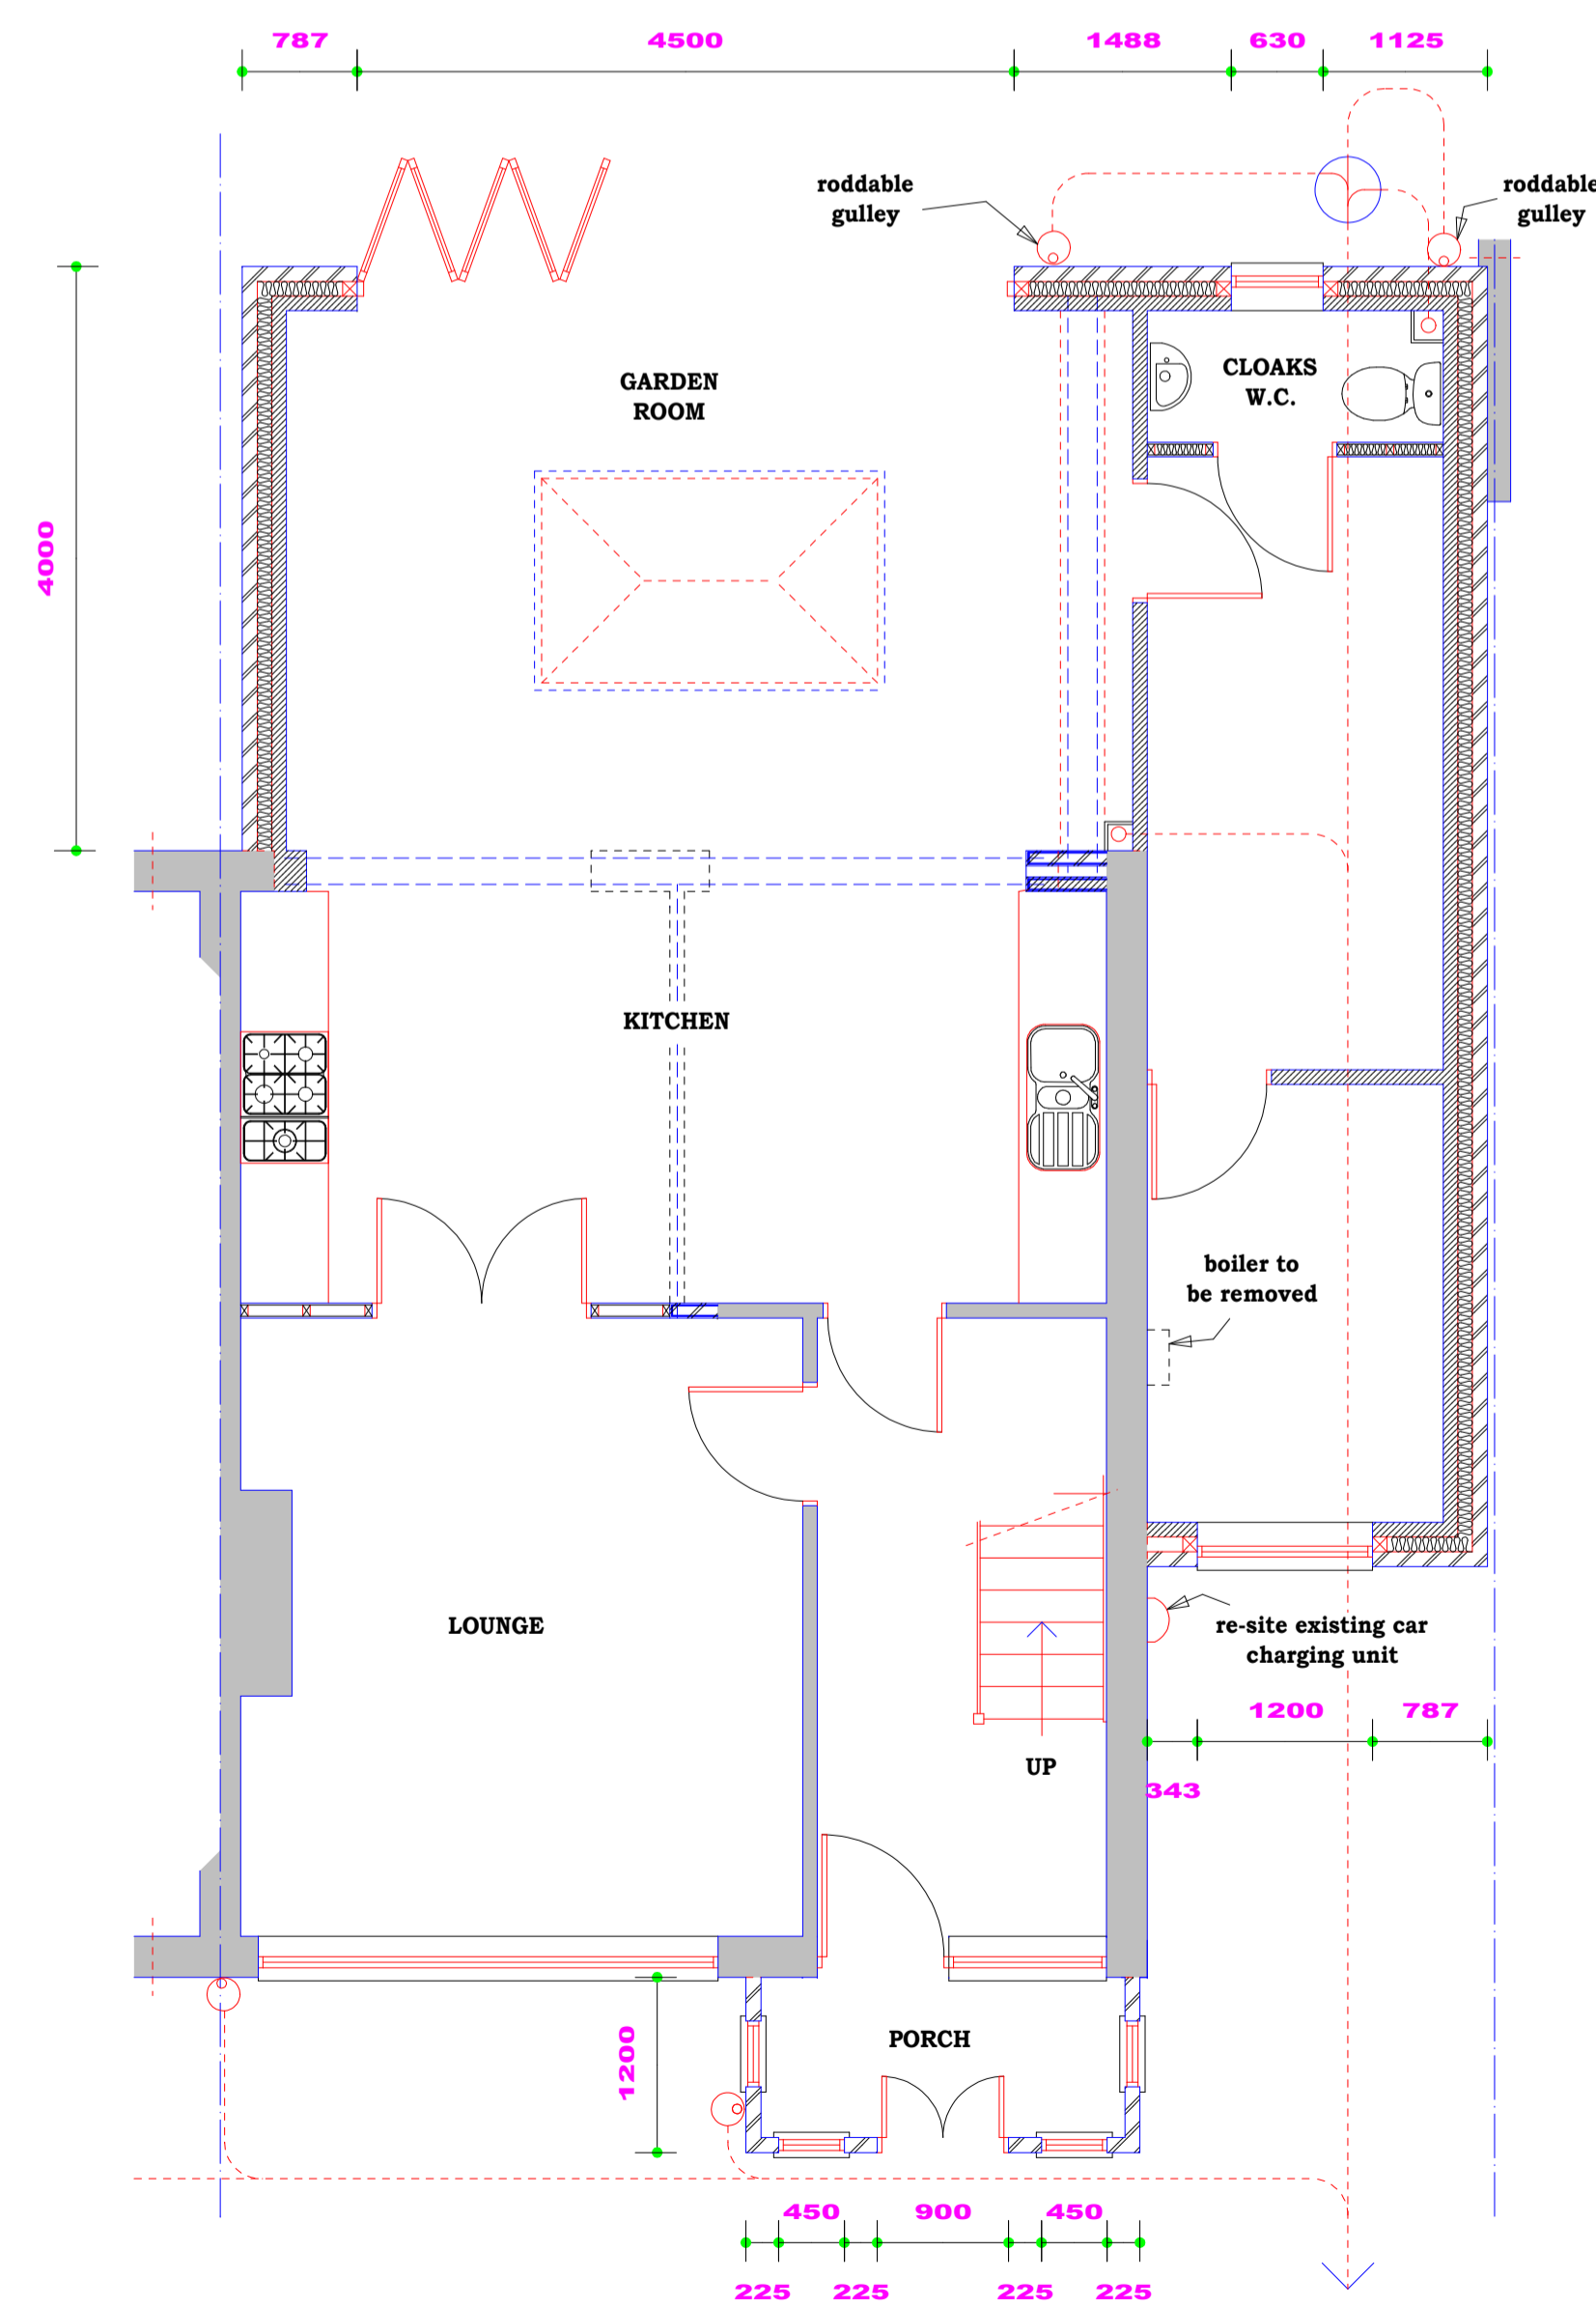 787
4500
1488
630
1125
roddable
gulley
roddable
gulley
GARDEN
ROOM
CLOAKS
W.C.
4000
KITCHEN
boiler to
be removed
LOUNGE
re-site existing car
charging unit
1200
787
343
UP
PORCH
1200
450
900
450
225
225
225
225